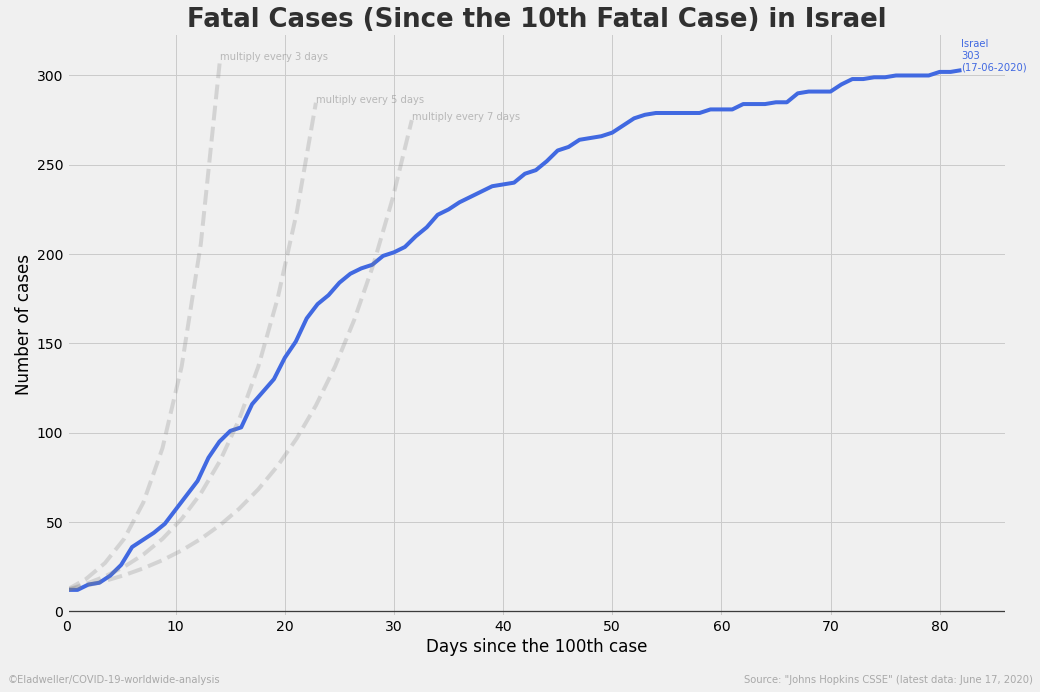 Fatal Cases (Since the 10th Fatal Case) in Israel
Israel
303
(17-06-2020)
multiply every 3 days
multiply every 5 days
multiply every 7 days
Number of cases
300
250
200
150
100
50
0
0 10 20 30 40 50 60 70 80
Days since the 100th case
©Eladweller/COVID-19-worldwide-analysis
Source: "Johns Hopkins CSSE" (latest data: June 17, 2020)